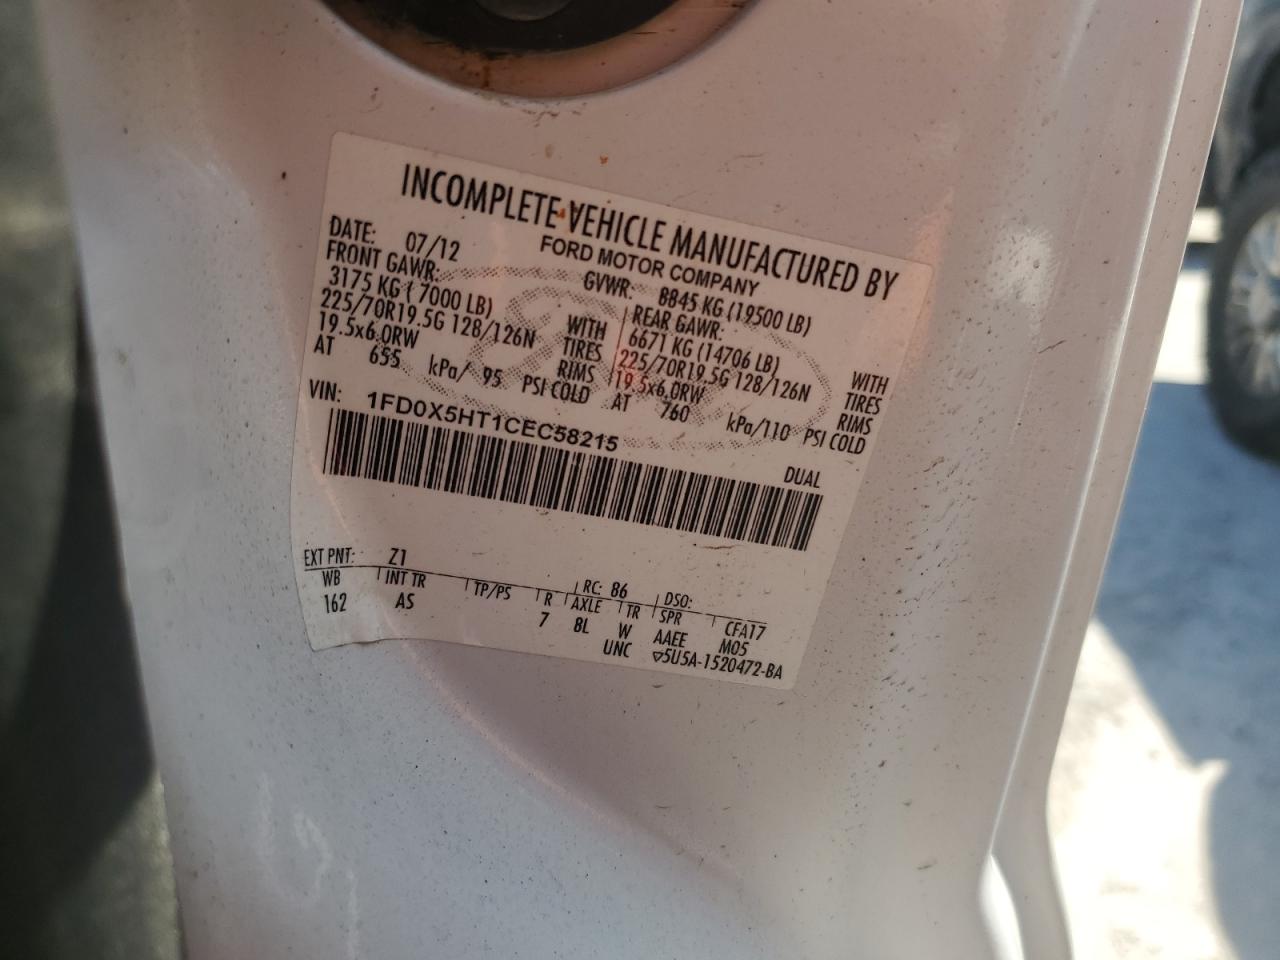 INCOMPLETE VEHICLE MANUFACTURED BY
FORD MOTOR COMPANY
DATE: 07/12 GVWR: 8845 KG (19500 LB)
FRONT GAWR: REAR GAWR:
3175 KG ( 7000 LB) WITH 6671 KG (14706 LB) WITH
225/70R19.5G 128/126N TIRES 225/70R19.5G 128/126N TIRES
19.5x6.0RW RIMS 19.5x6.0RW RIMS
AT 655 kPa/ 95 PSI COLD AT 760 kPa/110 PSI COLD
VIN: 1FD0X5HT1CEC58215
DUAL
EXT PNT: Z1 RC: 86 DSO:
WB INT TR TP/PS R AXLE TR SPR CFA17
162 AS 7 8L W AAEE M05
UNC ▽5U5A-1520472-BA